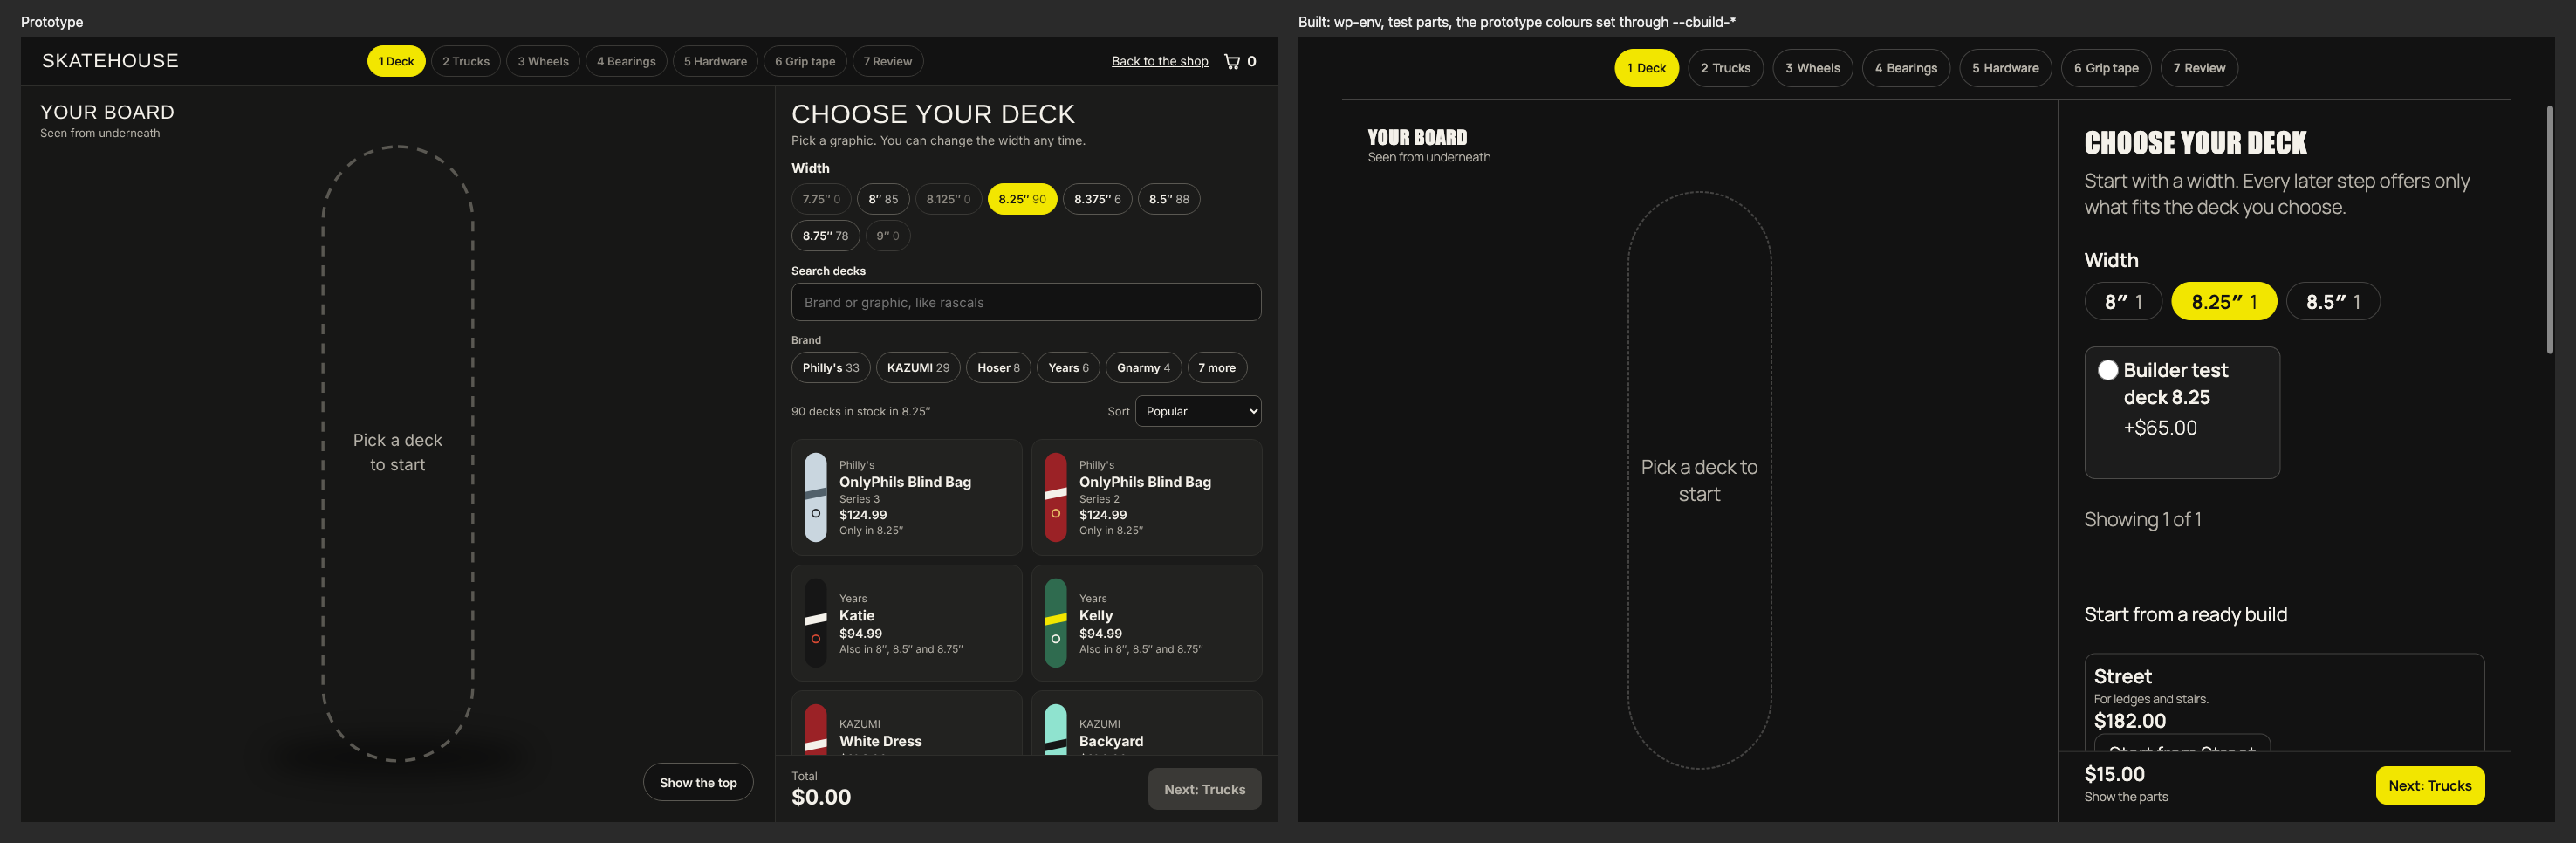 Prototype
SKATEHOUSE
1 Deck
2 Trucks
3 Wheels
4 Bearings
5 Hardware
6 Grip tape
7 Review
Back to the shop
0
YOUR BOARD
Seen from underneath
Pick a deck
to start
Show the top
CHOOSE YOUR DECK
Pick a graphic. You can change the width any time.
Width
7.75″ 0
8″ 85
8.125″ 0
8.25″ 90
8.375″ 6
8.5″ 88
8.75″ 78
9″ 0
Search decks
Brand or graphic, like rascals
Brand
Philly's 33
KAZUMI 29
Hoser 8
Years 6
Gnarmy 4
7 more
90 decks in stock in 8.25″
Sort
Popular
Philly's
OnlyPhils Blind Bag
Series 3
$124.99
Only in 8.25″
Philly's
OnlyPhils Blind Bag
Series 2
$124.99
Only in 8.25″
Years
Katie
$94.99
Also in 8″, 8.5″ and 8.75″
Years
Kelly
$94.99
Also in 8″, 8.5″ and 8.75″
KAZUMI
White Dress
KAZUMI
Backyard
Total
$0.00
Next: Trucks
Built: wp-env, test parts, the prototype colours set through --cbuild-*
1 Deck
2 Trucks
3 Wheels
4 Bearings
5 Hardware
6 Grip tape
7 Review
YOUR BOARD
Seen from underneath
Pick a deck to
start
CHOOSE YOUR DECK
Start with a width. Every later step offers only
what fits the deck you choose.
Width
8″ 1
8.25″ 1
8.5″ 1
Builder test
deck 8.25
+$65.00
Showing 1 of 1
Start from a ready build
Street
For ledges and stairs.
$182.00
Start from Street
$15.00
Show the parts
Next: Trucks